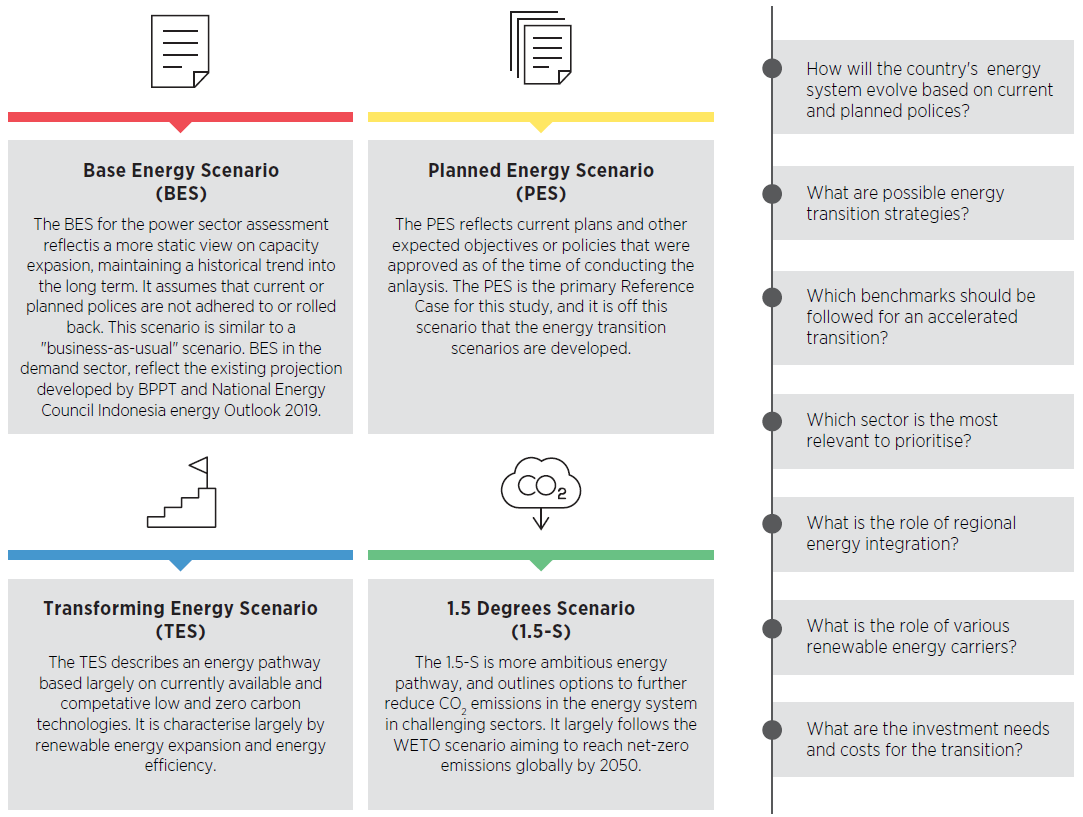 Base Energy Scenario
(BES)
The BES for the power sector assessment
reflectis a more static view on capacity
expasion, maintaining a historical trend into
the long term. It assumes that current or
planned polices are not adhered to or rolled
back. This scenario is similar to a
"business-as-usual" scenario. BES in the
demand sector, reflect the existing projection
developed by BPPT and National Energy
Council Indonesia energy Outlook 2019.
Planned Energy Scenario
(PES)
The PES reflects current plans and other
expected objectives or policies that were
approved as of the time of conducting the
anlaysis. The PES is the primary Reference
Case for this study, and it is off this
scenario that the energy transition
scenarios are developed.
Transforming Energy Scenario
(TES)
The TES describes an energy pathway
based largely on currently available and
competative low and zero carbon
technologies. It is characterise largely by
renewable energy expansion and energy
efficiency.
CO2
1.5 Degrees Scenario
(1.5-S)
The 1.5-S is more ambitious energy
pathway, and outlines options to further
reduce CO2 emissions in the energy system
in challenging sectors. It largely follows the
WETO scenario aiming to reach net-zero
emissions globally by 2050.
How will the country's energy
system evolve based on current
and planned polices?
What are possible energy
transition strategies?
Which benchmarks should be
followed for an accelerated
transition?
Which sector is the most
relevant to prioritise?
What is the role of regional
energy integration?
What is the role of various
renewable energy carriers?
What are the investment needs
and costs for the transition?